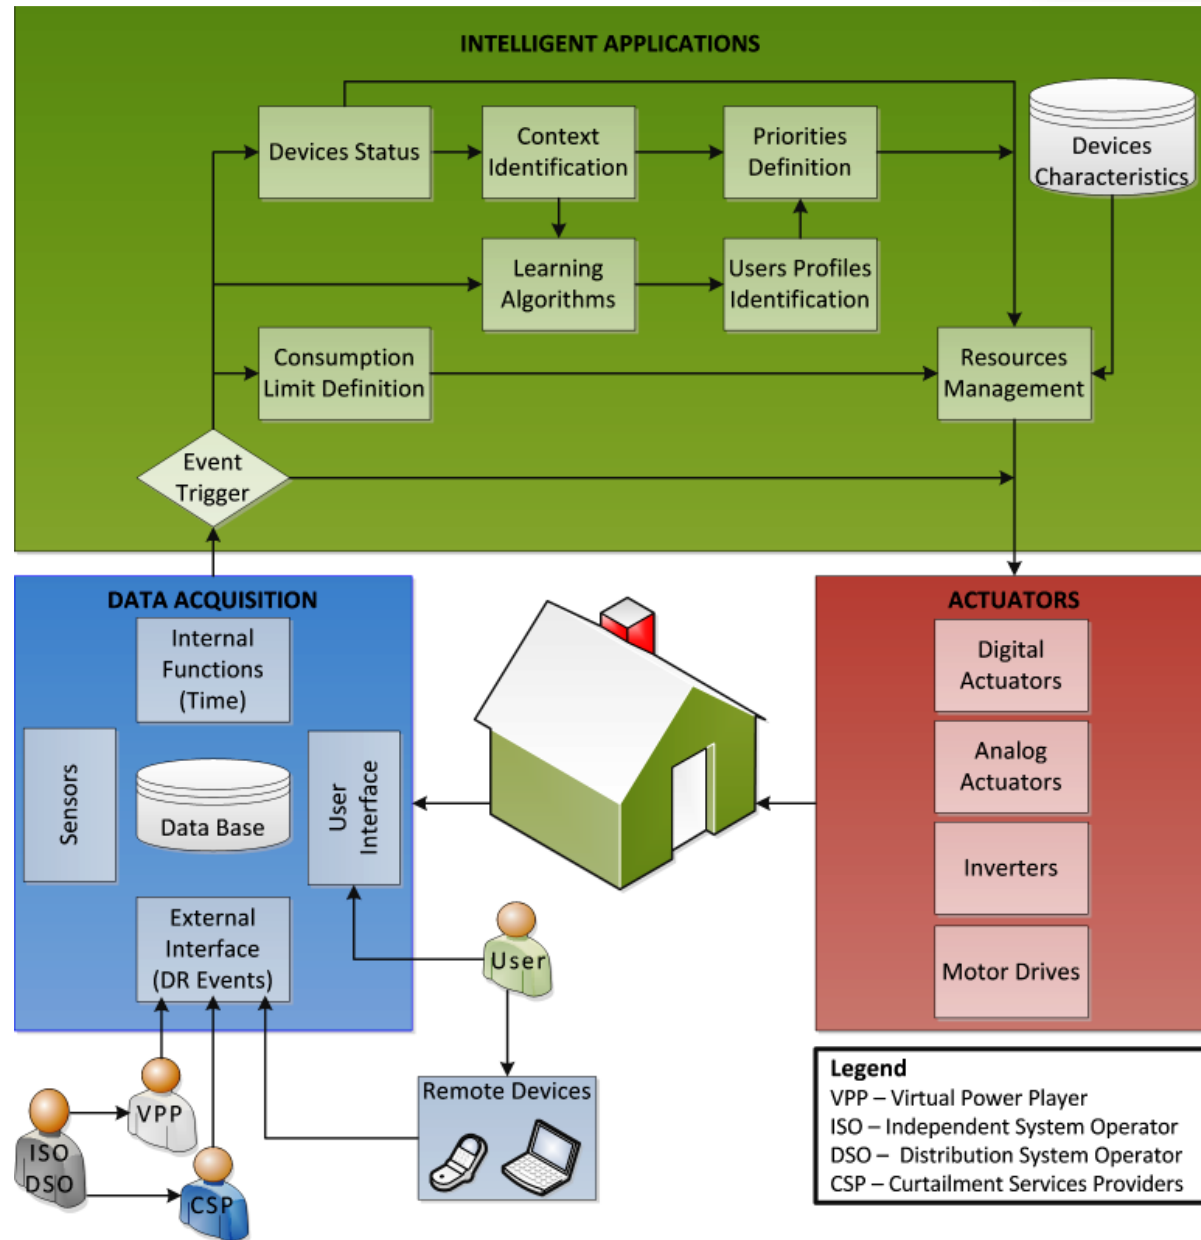 INTELLIGENT APPLICATIONS
Devices Status
Context
Identification
Priorities
Definition
Devices
Characteristics
Learning
Algorithms
Users Profiles
Identification
Consumption
Limit Definition
Resources
Management
Event
Trigger
DATA ACQUISITION
Internal
Functions
(Time)
Sensors
Data Base
User
Interface
External
Interface
(DR Events)
ACTUATORS
Digital
Actuators
Analog
Actuators
Inverters
Motor Drives
User
Remote Devices
VPP
ISO
DSO
CSP
Legend
VPP – Virtual Power Player
ISO – Independent System Operator
DSO – Distribution System Operator
CSP – Curtailment Services Providers